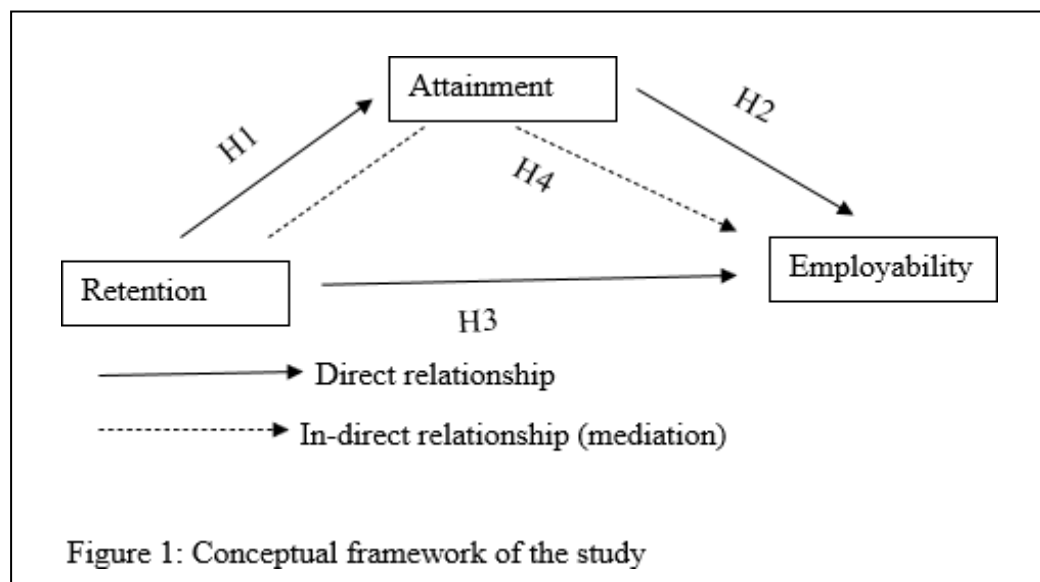 Attainment
H1
H2
H4
Retention
Employability
H3
Direct relationship
In-direct relationship (mediation)
Figure 1: Conceptual framework of the study